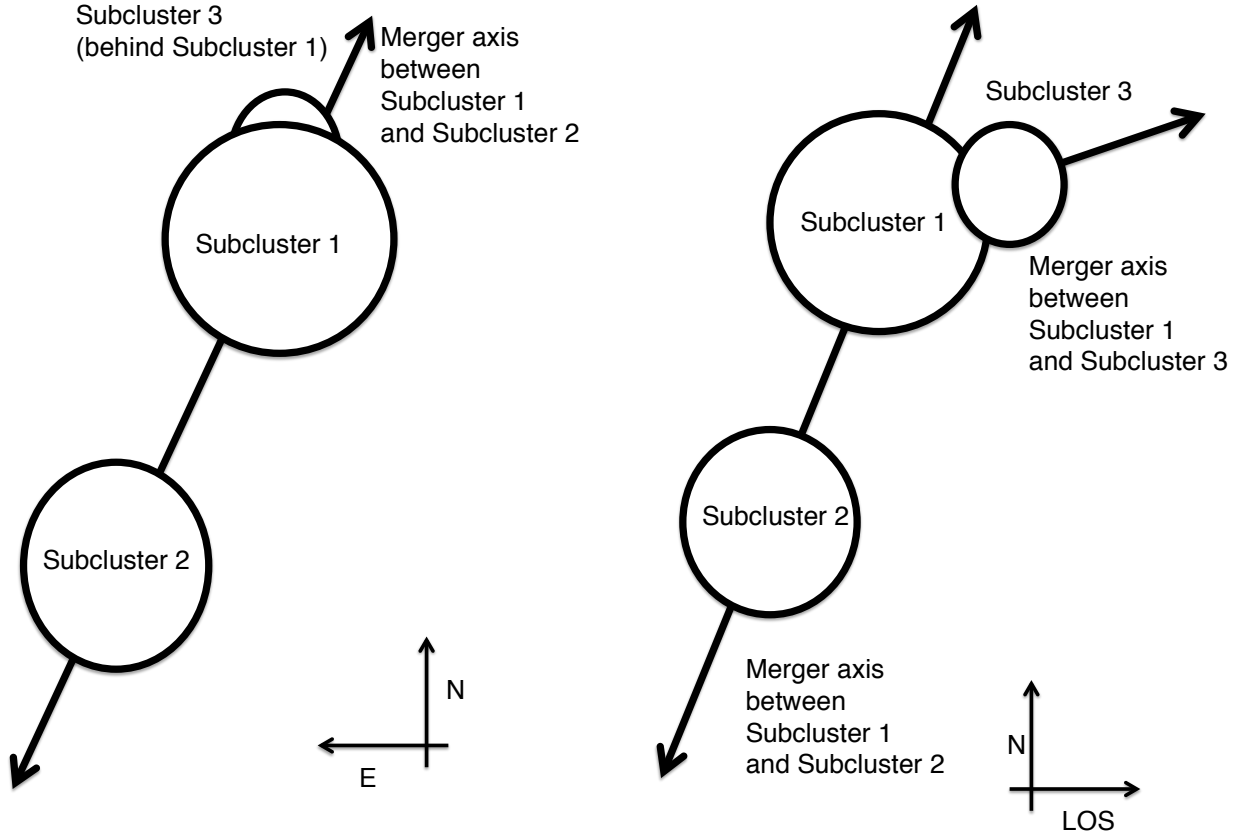 Subcluster 3
(behind Subcluster 1)
Merger axis
between
Subcluster 1
and Subcluster 2
Subcluster 1
Subcluster 2
N
E
Subcluster 3
Subcluster 1
Merger axis
between
Subcluster 1
and Subcluster 3
Subcluster 2
Merger axis
between
Subcluster 1
and Subcluster 2
N
LOS